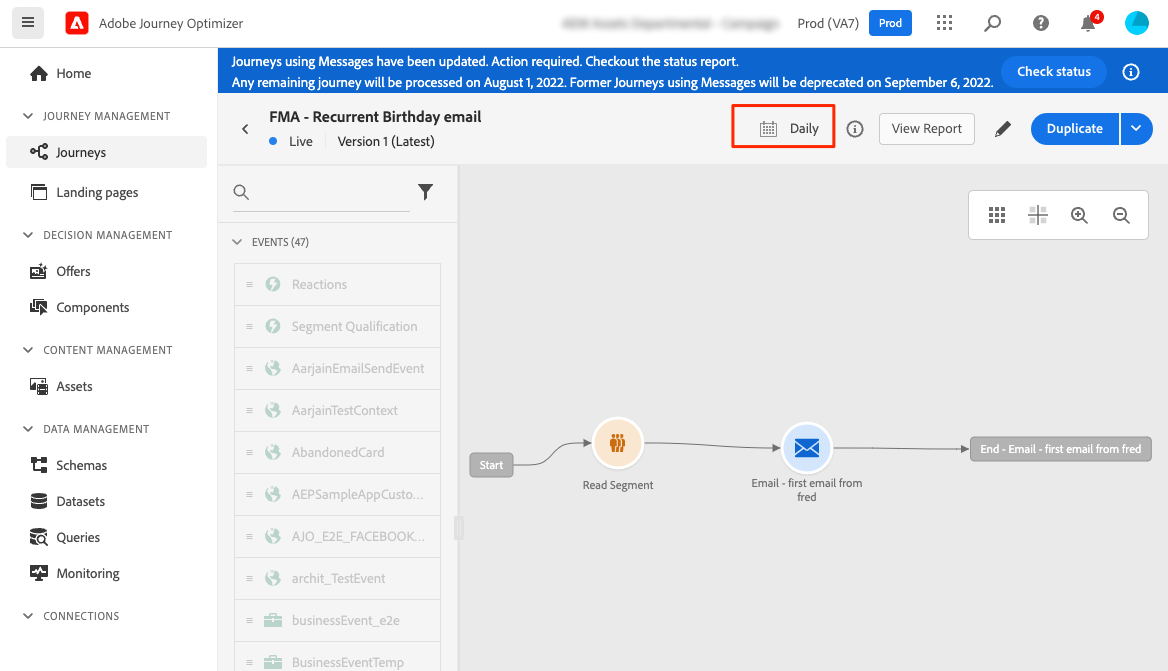 Adobe Journey Optimizer
Prod (VA7)
Prod
4
Journeys using Messages have been updated. Action required. Checkout the status report.
Any remaining journey will be processed on August 1, 2022. Former Journeys using Messages will be deprecated on September 6, 2022.
Check status
Home
JOURNEY MANAGEMENT
Journeys
Landing pages
DECISION MANAGEMENT
Offers
Components
CONTENT MANAGEMENT
Assets
DATA MANAGEMENT
Schemas
Datasets
Queries
Monitoring
CONNECTIONS
FMA - Recurrent Birthday email
Live
Version 1 (Latest)
Daily
View Report
Duplicate
EVENTS (47)
Reactions
Segment Qualification
AarjainEmailSendEvent
AarjainTestContext
AbandonedCard
AEPSampleAppCusto...
AJO_E2E_FACEBOOK...
archit_TestEvent
businessEvent_e2e
BusinessEventTemp
Start
Read Segment
Email - first email from
fred
End - Email - first email from fred